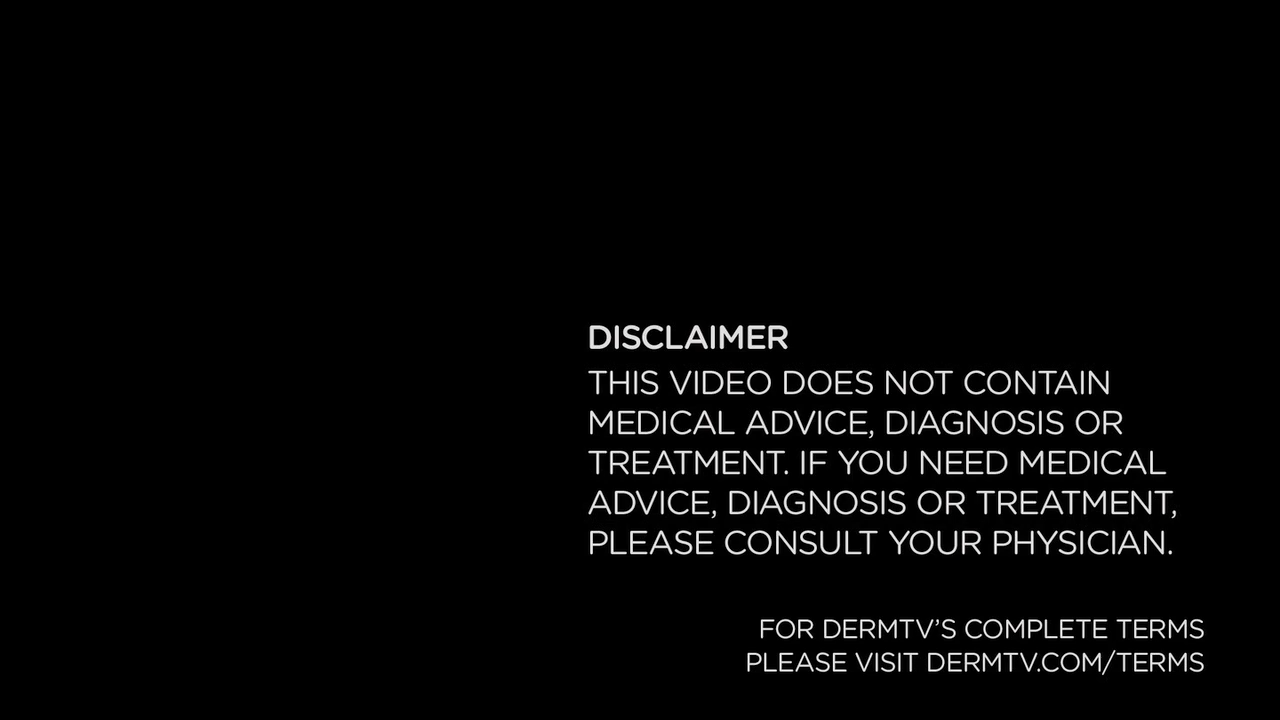 DISCLAIMER
THIS VIDEO DOES NOT CONTAIN
MEDICAL ADVICE, DIAGNOSIS OR
TREATMENT. IF YOU NEED MEDICAL
ADVICE, DIAGNOSIS OR TREATMENT,
PLEASE CONSULT YOUR PHYSICIAN.
FOR DERMTV’S COMPLETE TERMS
PLEASE VISIT DERMTV.COM/TERMS